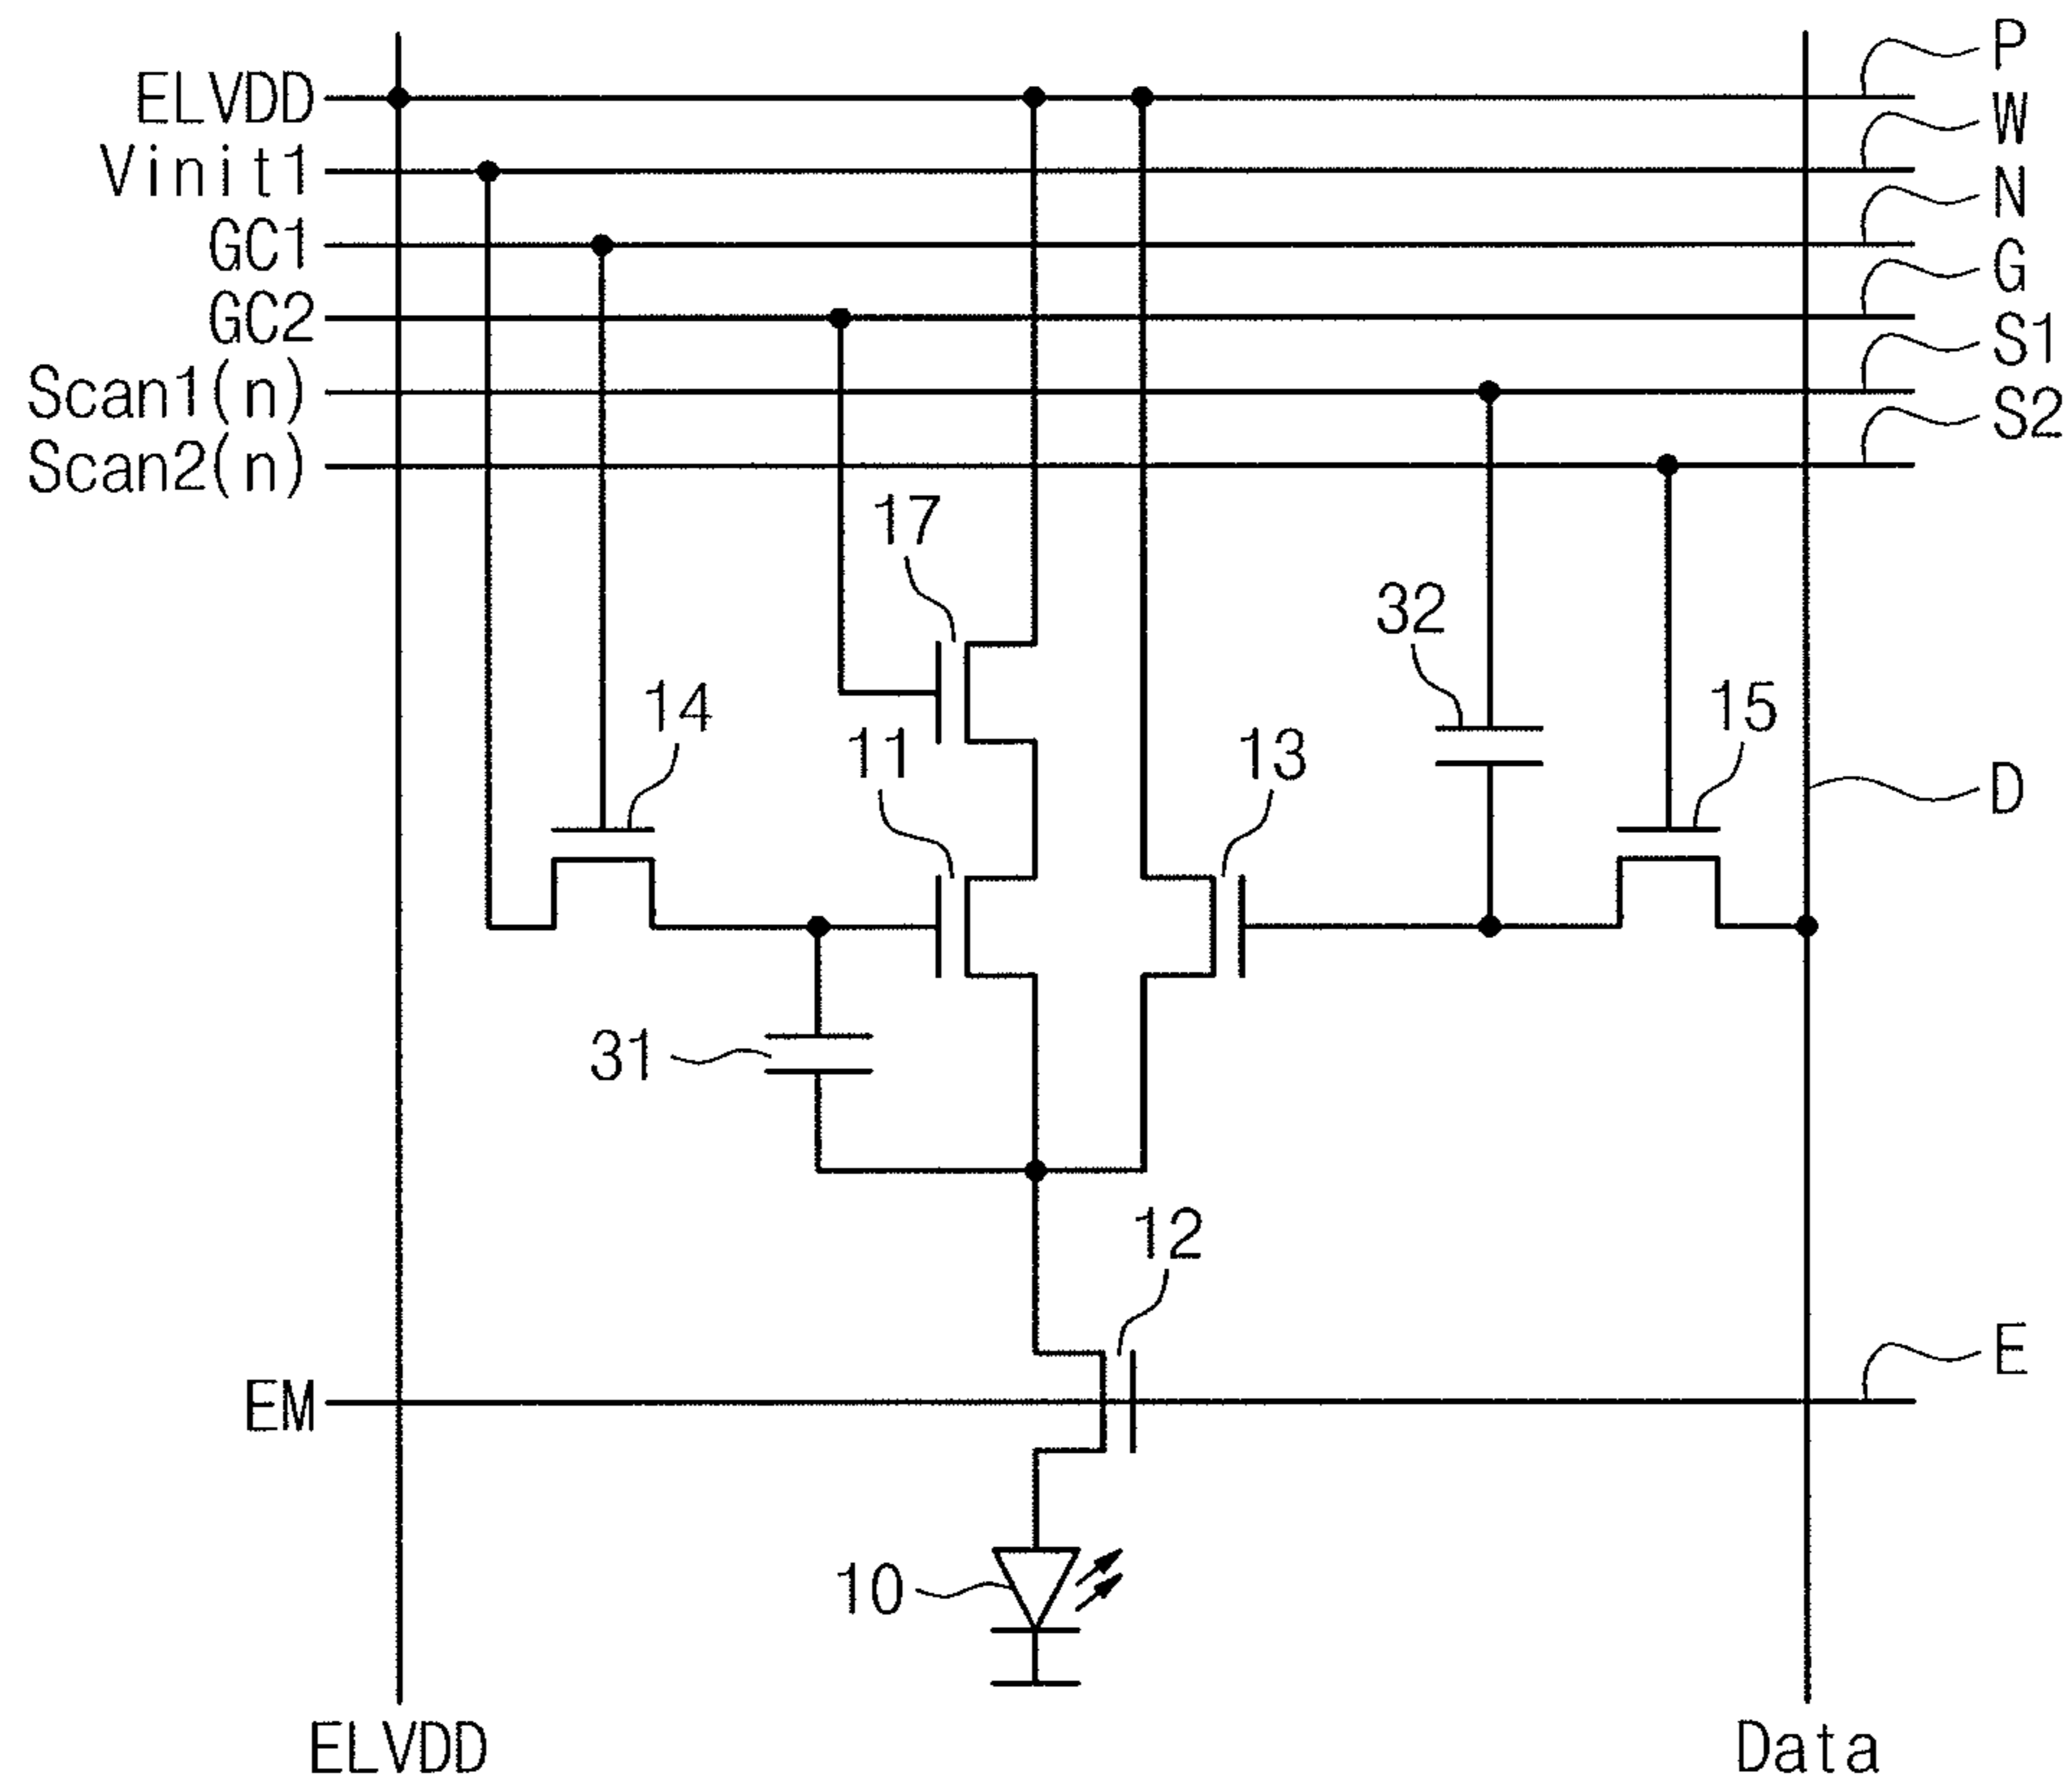 P
ELVDD
W
Vinit1
N
GC1
G
GC2
S1
Scan1(n)
S2
Scan2(n)
17
32
14
15
11
13
D
31
12
E
EM
10
ELVDD
Data